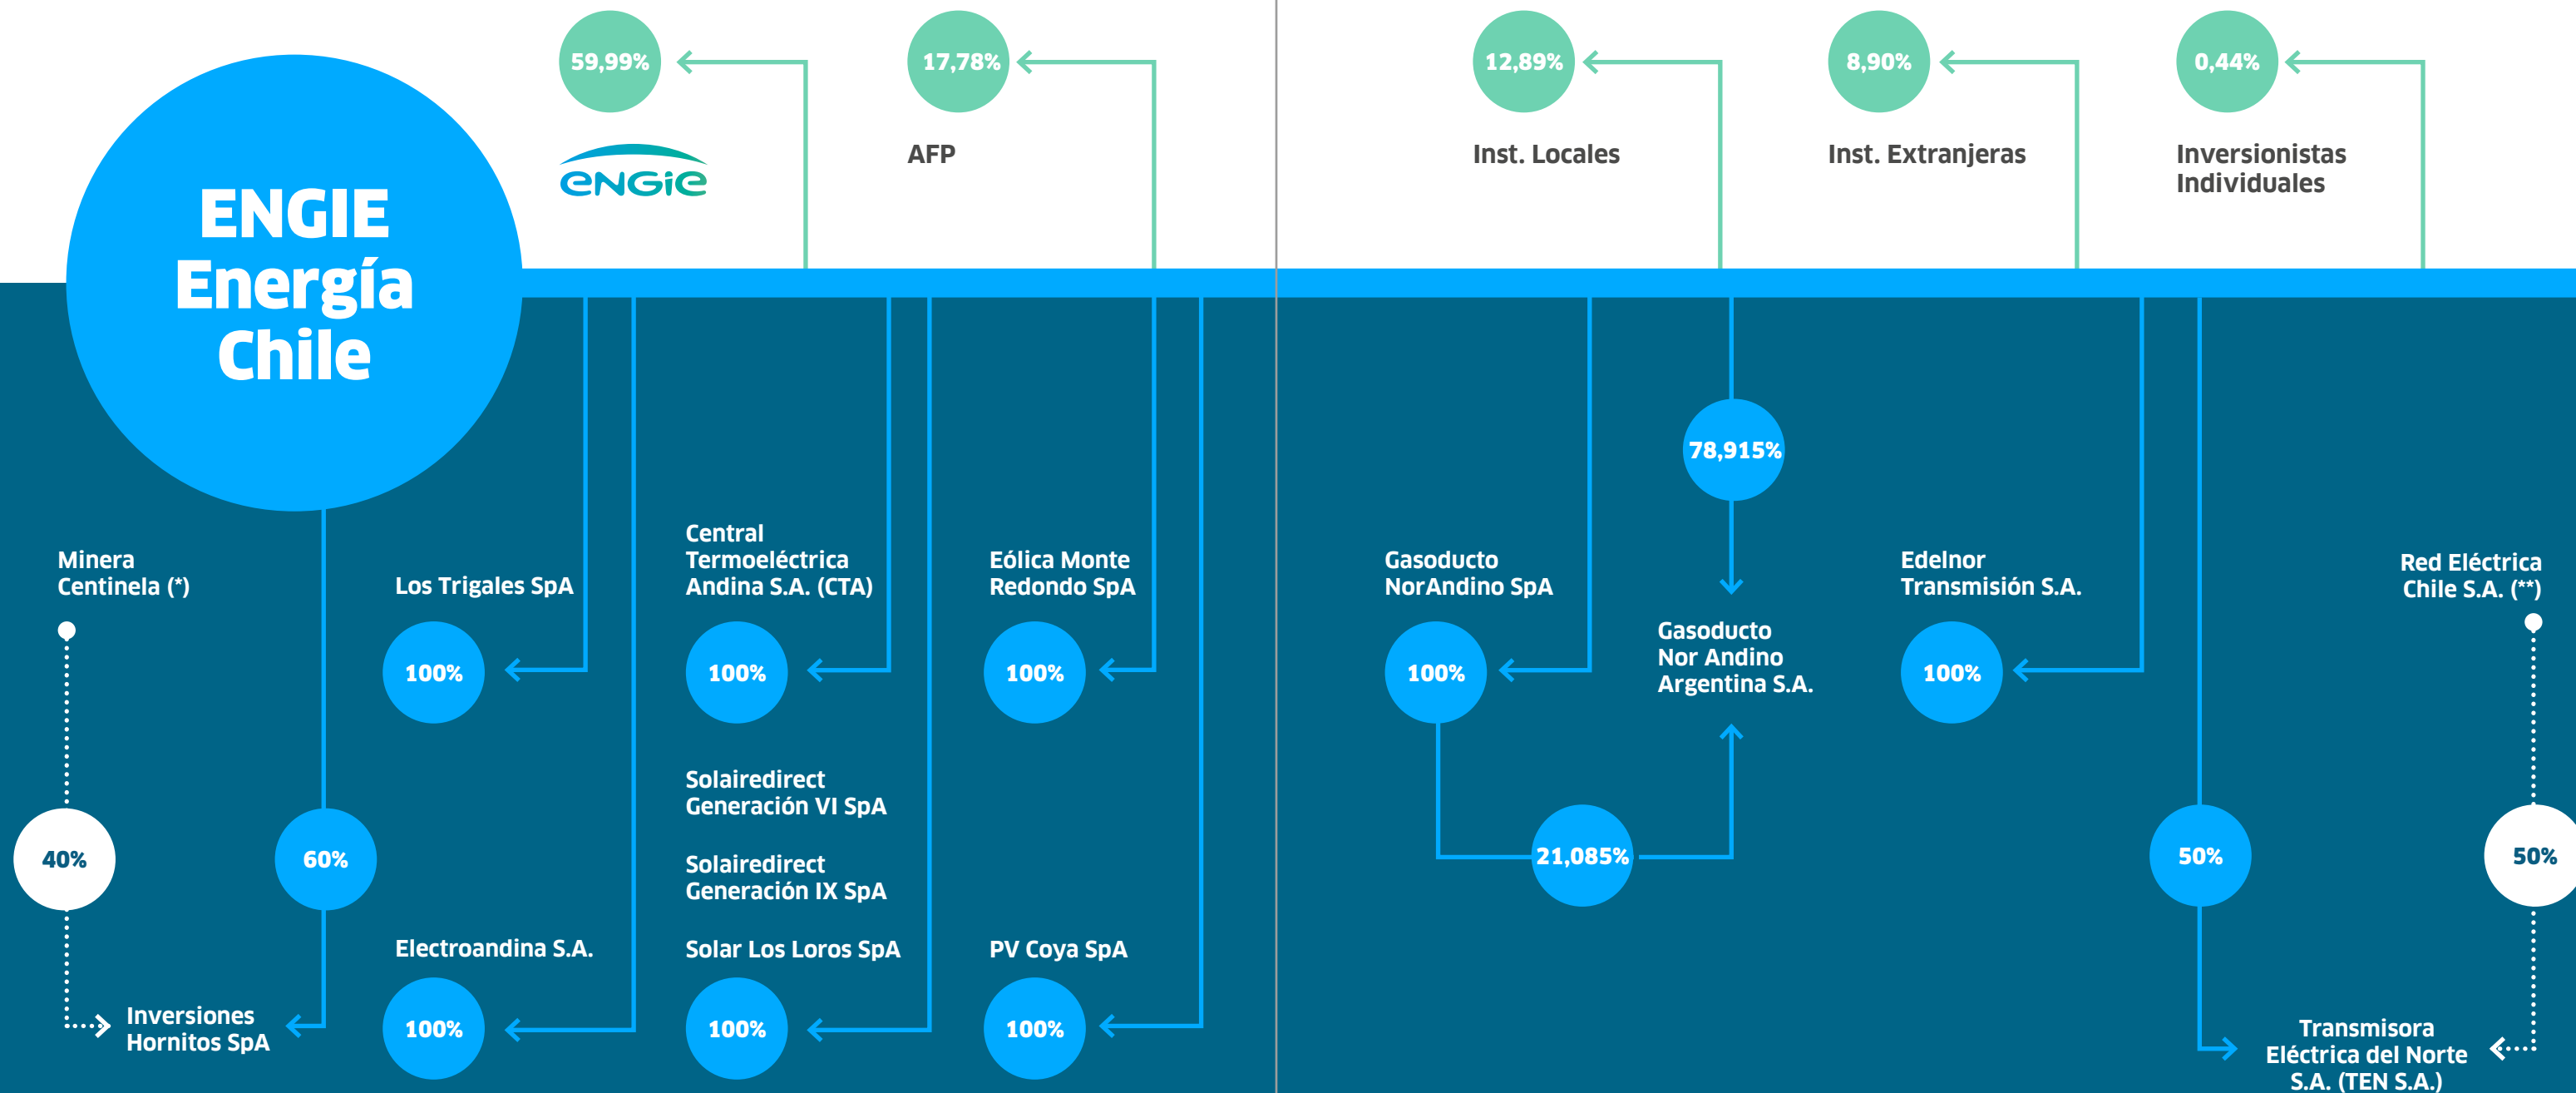 ENGIE
Energía
Chile
59,99%
ENGIE
17,78%
AFP
12,89%
Inst. Locales
8,90%
Inst. Extranjeras
0,44%
Inversionistas
Individuales
Minera
Centinela (*)
40%
60%
Inversiones
Hornitos SpA
Los Trigales SpA
100%
Electroandina S.A.
100%
Central
Termoeléctrica
Andina S.A. (CTA)
100%
Solairedirect
Generación VI SpA
Solairedirect
Generación IX SpA
Solar Los Loros SpA
100%
Eólica Monte
Redondo SpA
100%
PV Coya SpA
100%
Gasoducto
NorAndino SpA
100%
78,915%
Gasoducto
Nor Andino
Argentina S.A.
21,085%
Edelnor
Transmisión S.A.
100%
50%
Red Eléctrica
Chile S.A. (**)
50%
Transmisora
Eléctrica del Norte
S.A. (TEN S.A.)